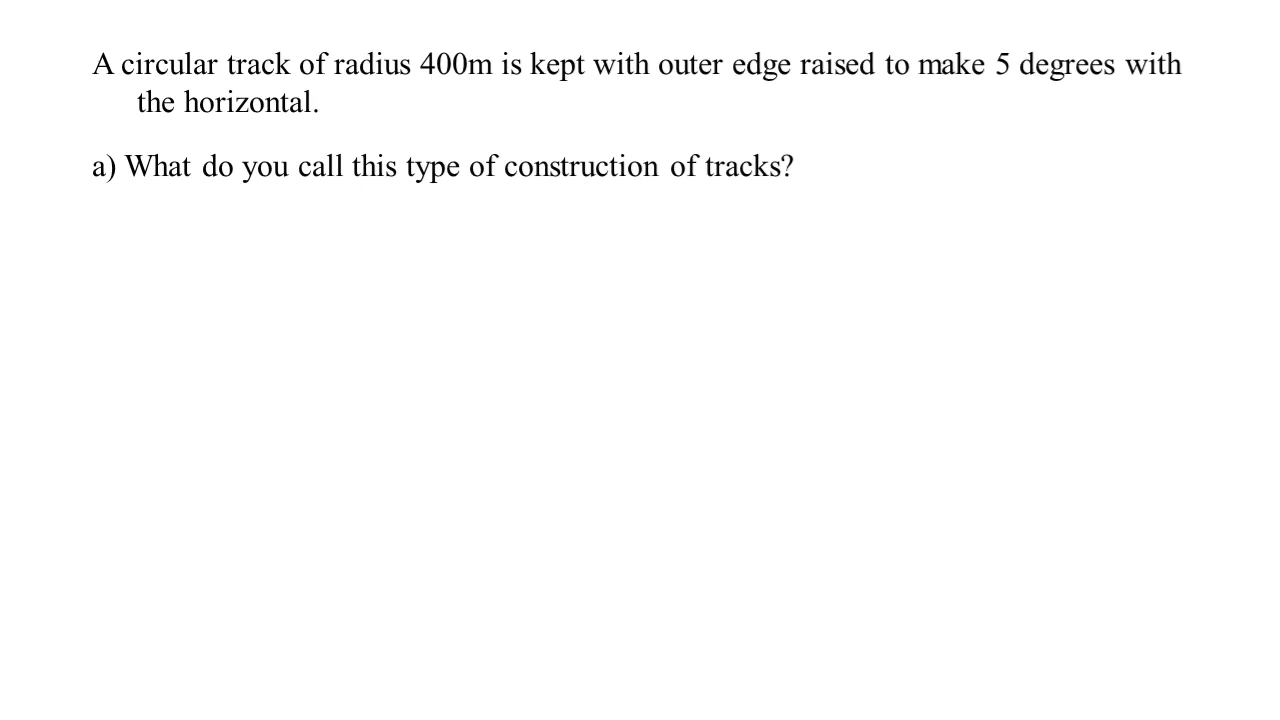 A circular track of radius 400m is kept with outer edge raised to make 5 degrees with
the horizontal.
a) What do you call this type of construction of tracks?